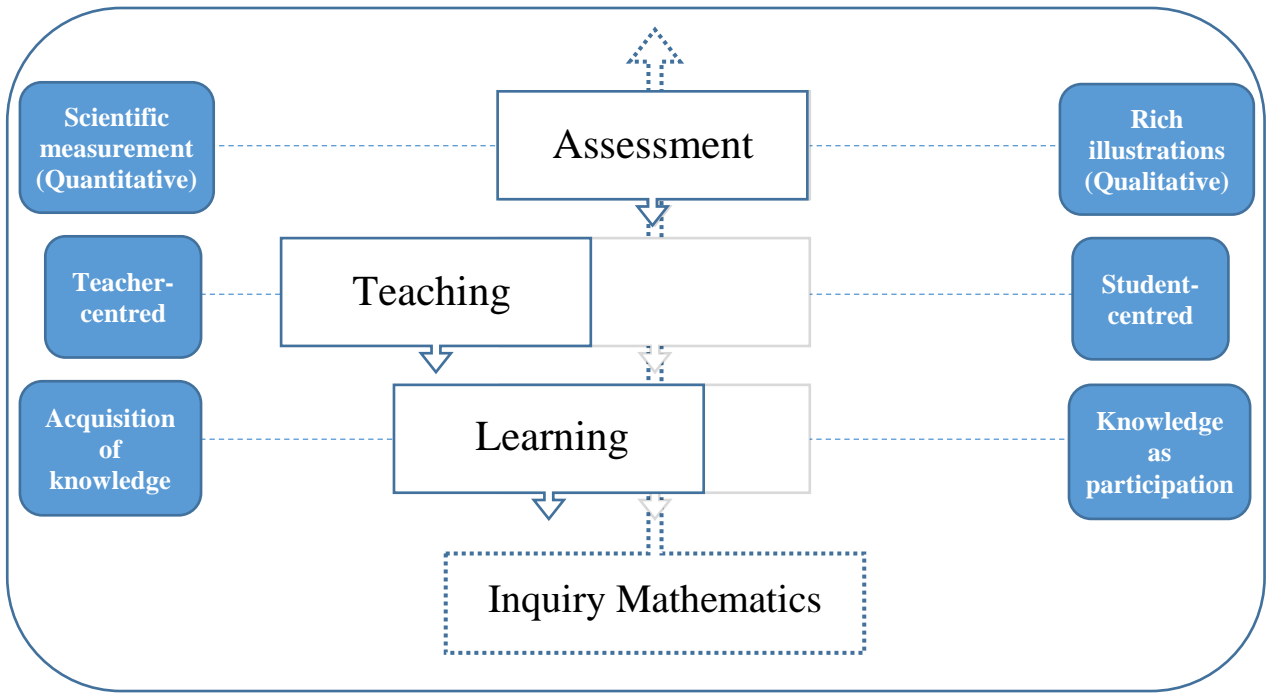 Scientific
measurement
(Quantitative)
Assessment
Rich
illustrations
(Qualitative)
Teacher-
centred
Teaching
Student-
centred
Acquisition
of
knowledge
Learning
Knowledge
as
participation
Inquiry Mathematics